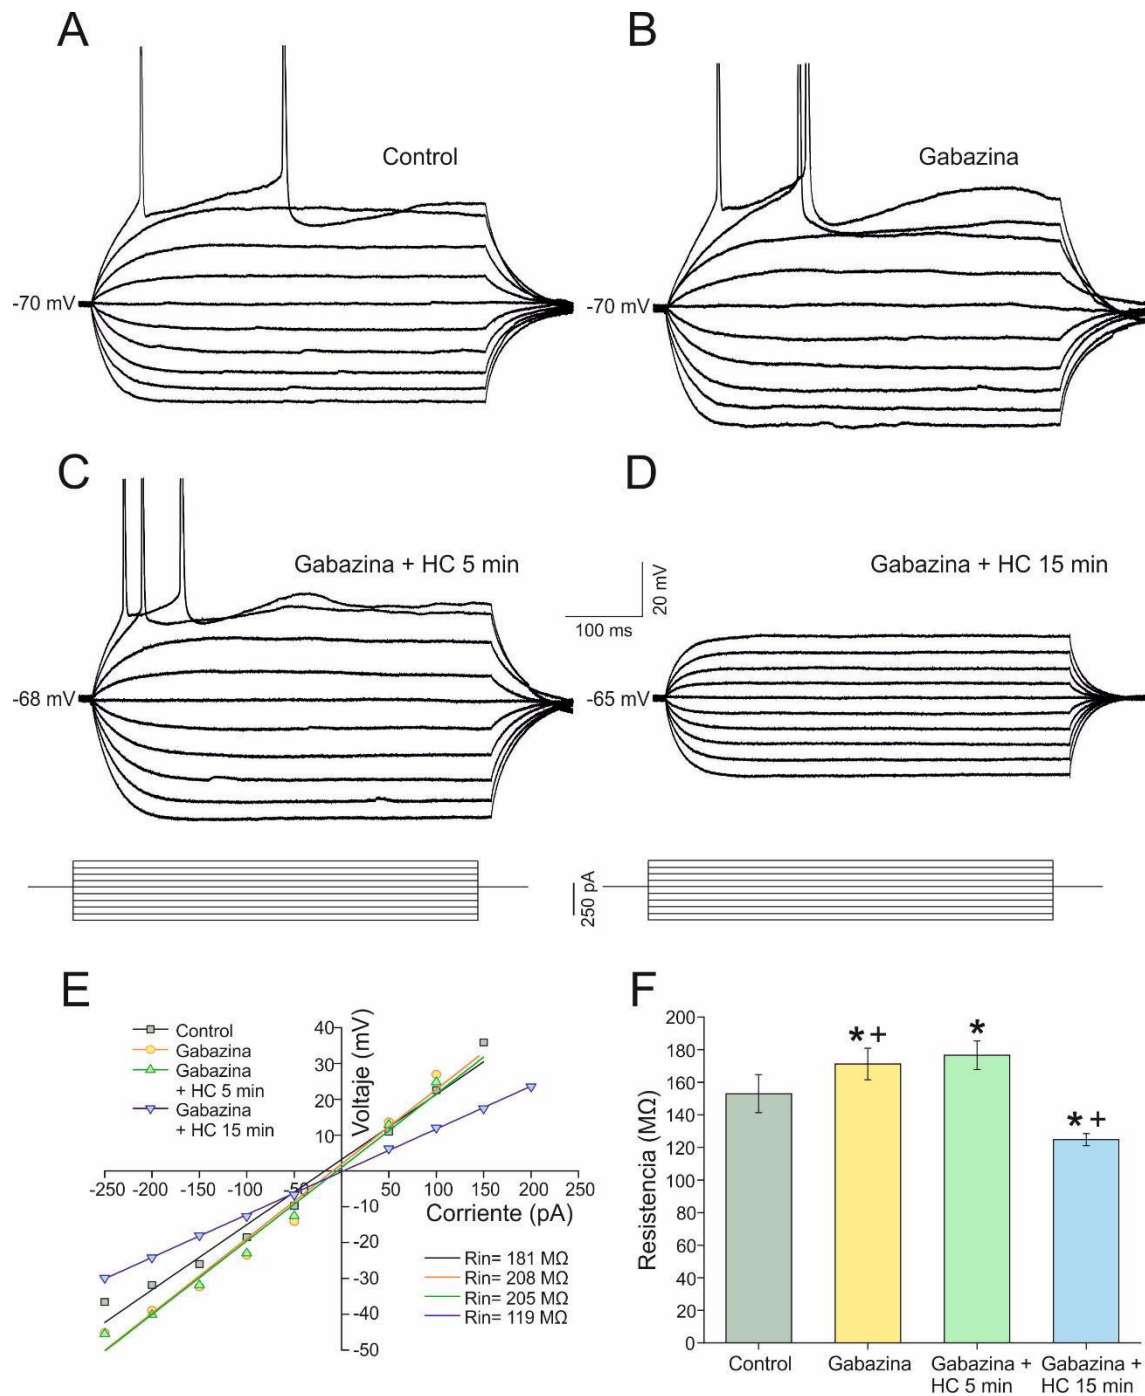 A
B
Control
Gabazina
-70 mV
-70 mV
C
D
Gabazina + HC 5 min
Gabazina + HC 15 min
20 mV
100 ms
-68 mV
-65 mV
250 pA
E
F
Control
Gabazina
Gabazina
+ HC 5 min
Gabazina
+ HC 15 min
Voltaje (mV)
40
30
20
10
-10
-20
-30
-40
-50
-250 -200 -150 -100 -50 50 100 150 200 250
Corriente (pA)
Rin= 181 MΩ
Rin= 208 MΩ
Rin= 205 MΩ
Rin= 119 MΩ
Resistencia (MΩ)
200
180
160
140
120
100
80
60
40
20
0
*+
*
*+
Control
Gabazina
Gabazina +
HC 5 min
Gabazina +
HC 15 min